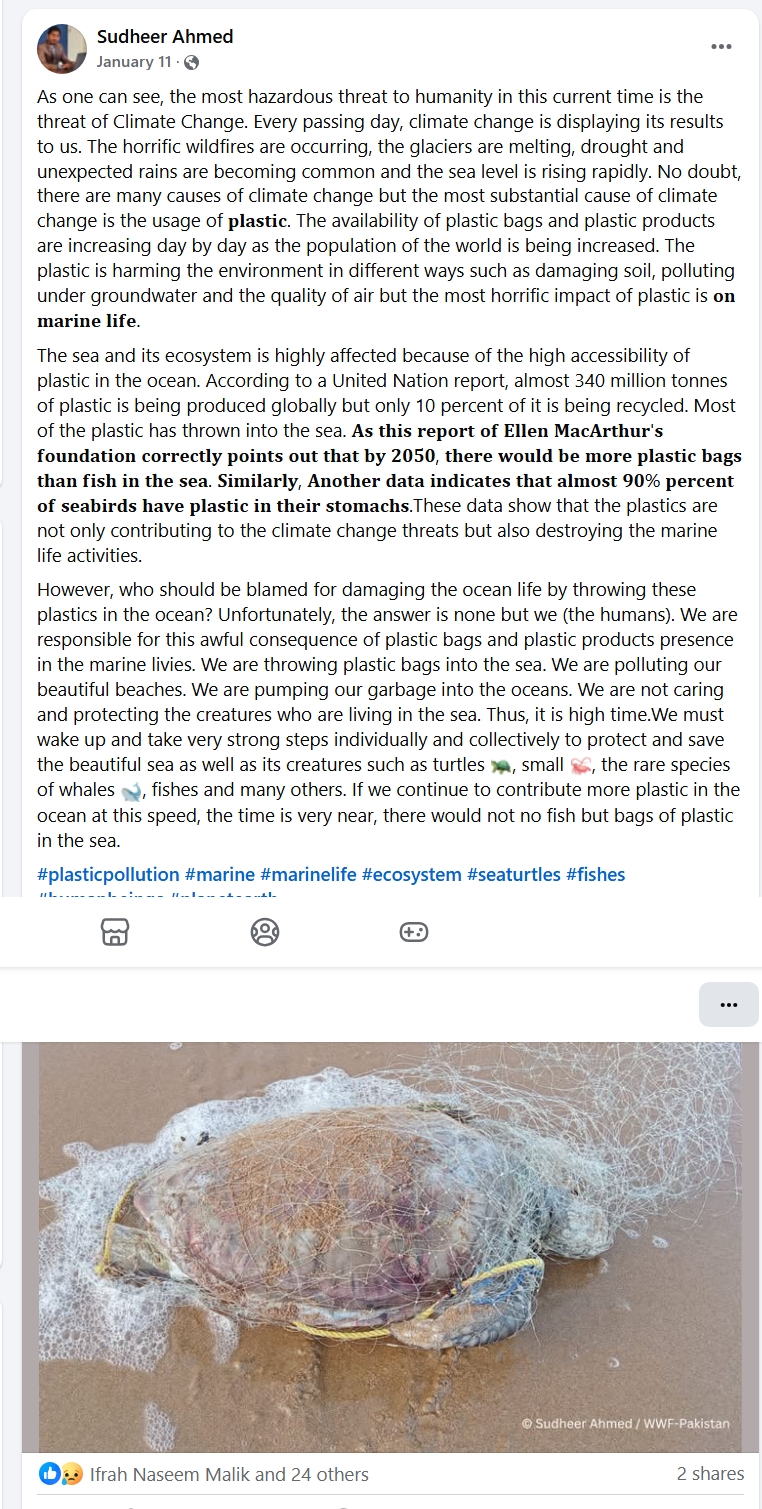 Sudheer Ahmed
January 11 ·
As one can see, the most hazardous threat to humanity in this current time is the
threat of Climate Change. Every passing day, climate change is displaying its results
to us. The horrific wildfires are occurring, the glaciers are melting, drought and
unexpected rains are becoming common and the sea level is rising rapidly. No doubt,
there are many causes of climate change but the most substantial cause of climate
change is the usage of plastic. The availability of plastic bags and plastic products
are increasing day by day as the population of the world is being increased. The
plastic is harming the environment in different ways such as damaging soil, polluting
under groundwater and the quality of air but the most horrific impact of plastic is on
marine life.
The sea and its ecosystem is highly affected because of the high accessibility of
plastic in the ocean. According to a United Nation report, almost 340 million tonnes
of plastic is being produced globally but only 10 percent of it is being recycled. Most
of the plastic has thrown into the sea. As this report of Ellen MacArthur's
foundation correctly points out that by 2050, there would be more plastic bags
than fish in the sea. Similarly, Another data indicates that almost 90% percent
of seabirds have plastic in their stomachs.These data show that the plastics are
not only contributing to the climate change threats but also destroying the marine
life activities.
However, who should be blamed for damaging the ocean life by throwing these
plastics in the ocean? Unfortunately, the answer is none but we (the humans). We are
responsible for this awful consequence of plastic bags and plastic products presence
in the marine livies. We are throwing plastic bags into the sea. We are polluting our
beautiful beaches. We are pumping our garbage into the oceans. We are not caring
and protecting the creatures who are living in the sea. Thus, it is high time.We must
wake up and take very strong steps individually and collectively to protect and save
the beautiful sea as well as its creatures such as turtles 🐢, small 🦐, the rare species
of whales 🐋, fishes and many others. If we continue to contribute more plastic in the
ocean at this speed, the time is very near, there would not no fish but bags of plastic
in the sea.
#plasticpollution #marine #marinelife #ecosystem #seaturtles #fishes
#humanbeings #planetearth
© Sudheer Ahmed / WWF-Pakistan
Ifrah Naseem Malik and 24 others
2 shares